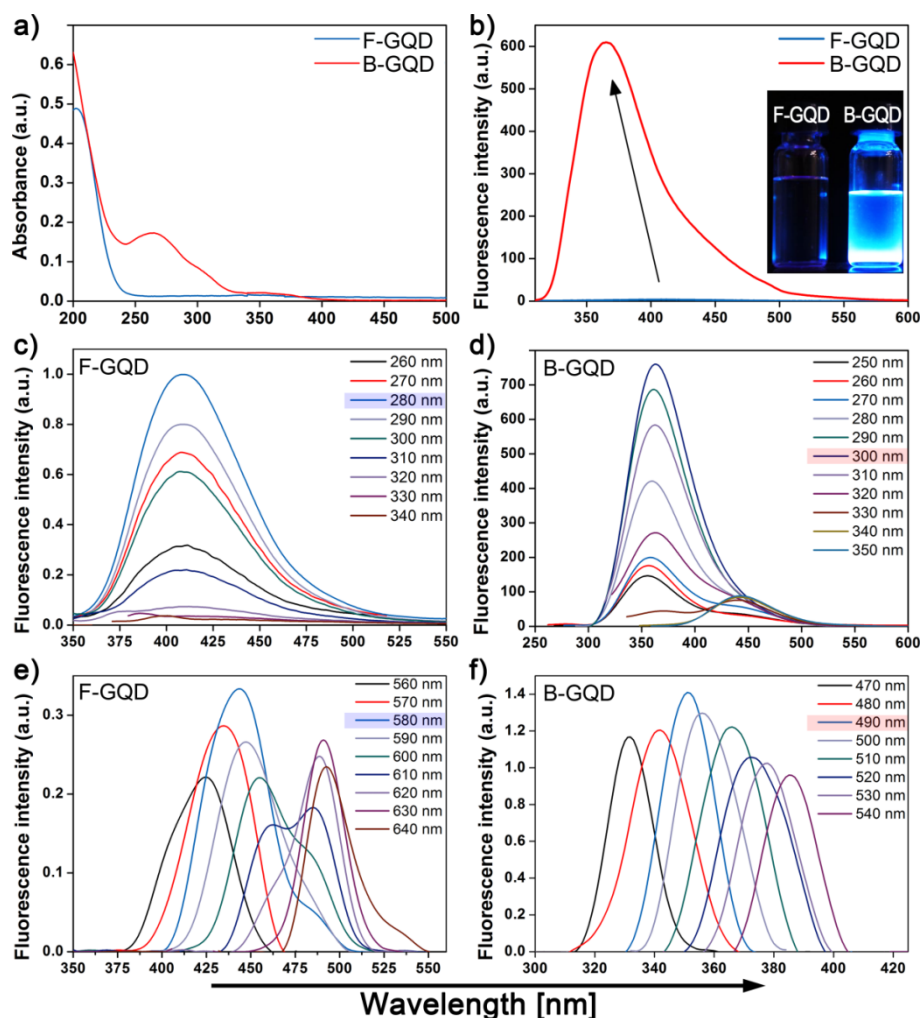 a)
F-GQD
B-GQD
Absorbance (a.u.)
0.6
0.5
0.4
0.3
0.2
0.1
0.0
200 250 300 350 400 450 500
b)
F-GQD
B-GQD
F-GQD B-GQD
Fluorescence intensity (a.u.)
600
500
400
300
200
100
0
350 400 450 500 550 600
c)
F-GQD
260 nm
270 nm
280 nm
290 nm
300 nm
310 nm
320 nm
330 nm
340 nm
Fluorescence intensity (a.u.)
1.0
0.8
0.6
0.4
0.2
0.0
350 375 400 425 450 475 500 525 550
d)
B-GQD
250 nm
260 nm
270 nm
280 nm
290 nm
300 nm
310 nm
320 nm
330 nm
340 nm
350 nm
Fluorescence intensity (a.u.)
700
600
500
400
300
200
100
0
250 300 350 400 450 500 550 600
e)
F-GQD
560 nm
570 nm
580 nm
590 nm
600 nm
610 nm
620 nm
630 nm
640 nm
Fluorescence intensity (a.u.)
0.3
0.2
0.1
0.0
350 375 400 425 450 475 500 525 550
f)
B-GQD
470 nm
480 nm
490 nm
500 nm
510 nm
520 nm
530 nm
540 nm
Fluorescence intensity (a.u.)
1.4
1.2
1.0
0.8
0.6
0.4
0.2
0.0
300 320 340 360 380 400 420
Wavelength [nm]